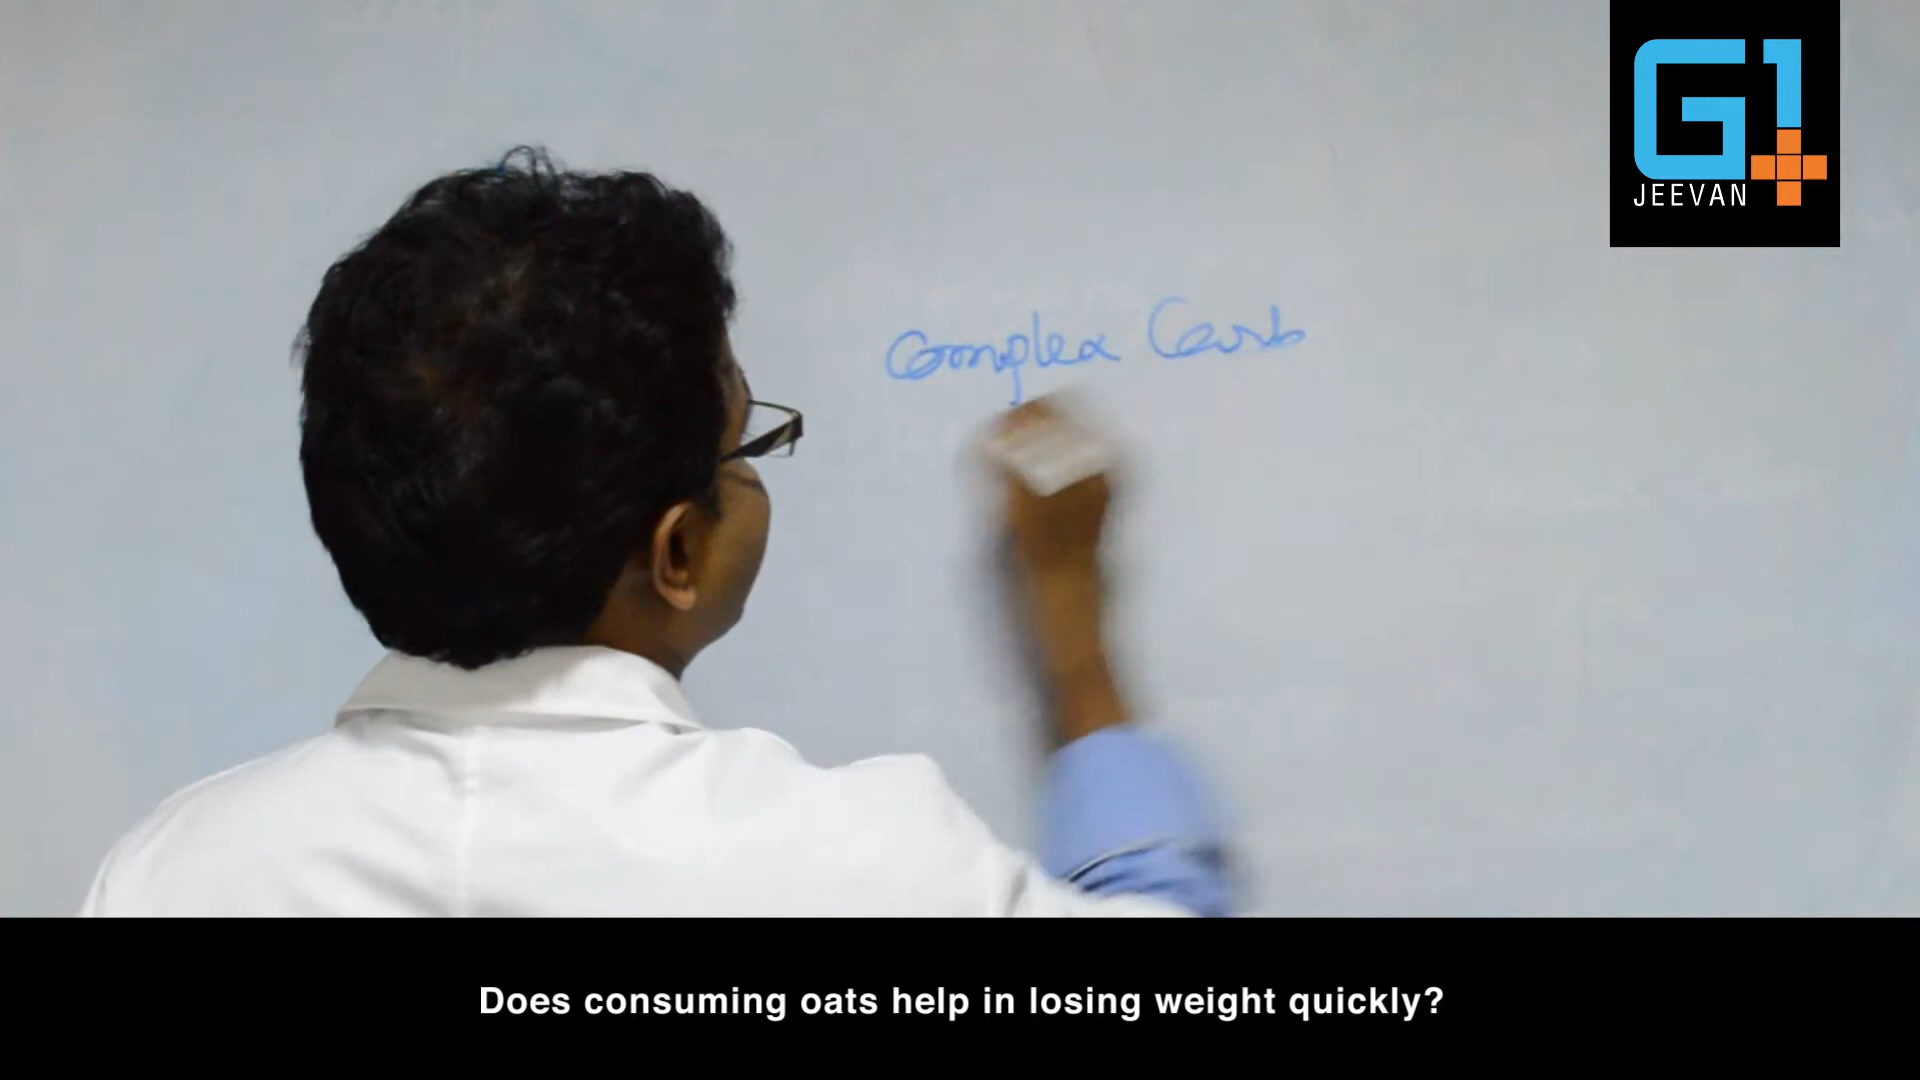 G1
JEEVAN
Complex Carb
Does consuming oats help in losing weight quickly?